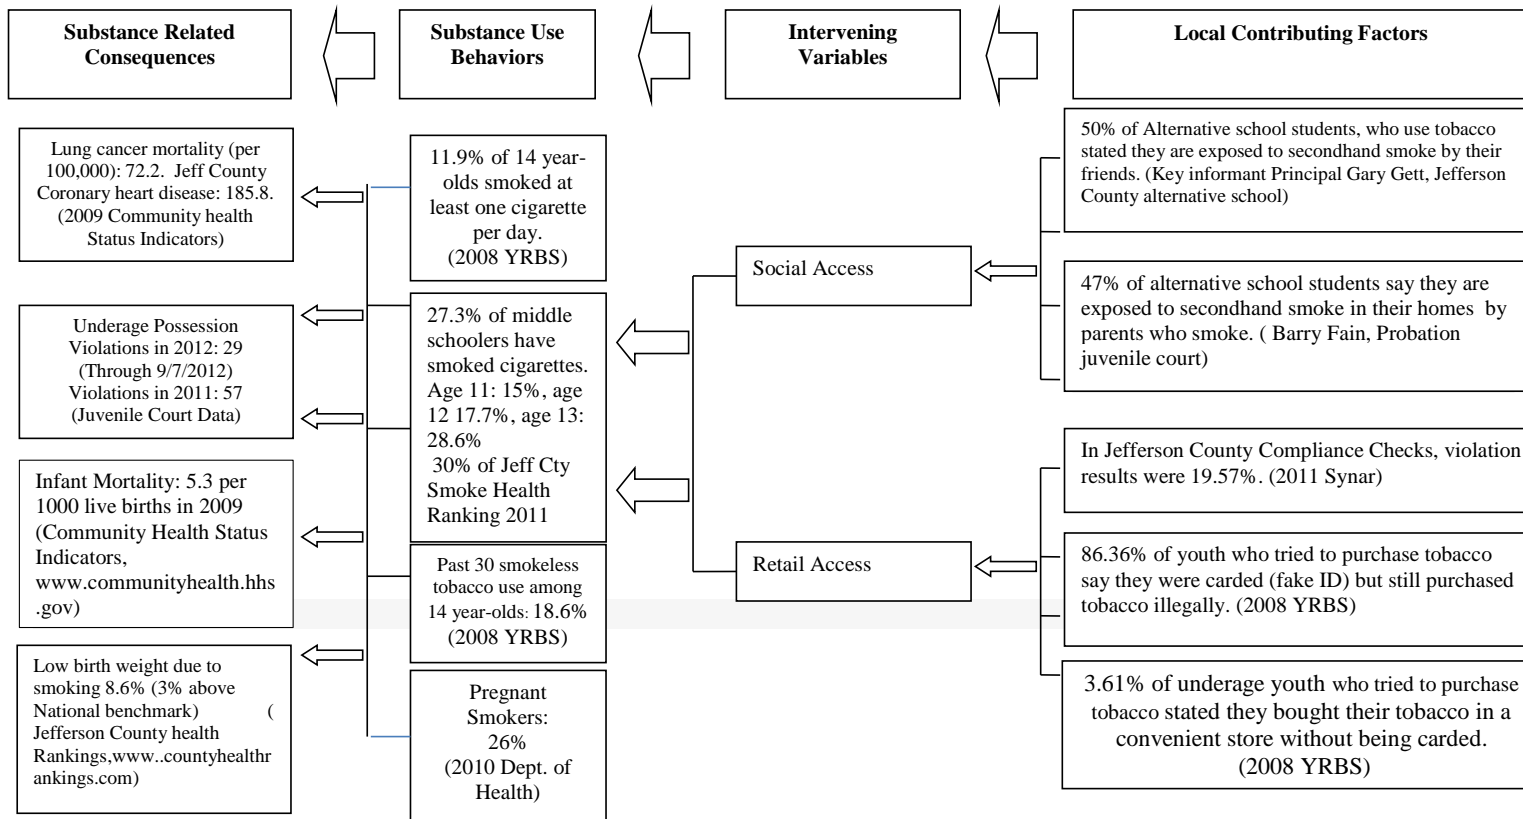 Substance Related
Consequences
Substance Use
Behaviors
Intervening
Variables
Local Contributing Factors
Lung cancer mortality (per
100,000): 72.2.  Jeff County
Coronary heart disease: 185.8.
(2009 Community health
Status Indicators)
Underage Possession
Violations in 2012: 29
(Through 9/7/2012)
Violations in 2011: 57
(Juvenile Court Data)
Infant Mortality: 5.3 per
1000 live births in 2009
(Community Health Status
Indicators,
www.communityhealth.hhs
.gov)
Low birth weight due to
smoking 8.6% (3% above
National benchmark) (
Jefferson County health
Rankings,www..countyhealthr
ankings.com)
11.9% of 14 year-
olds smoked at
least one cigarette
per day.
(2008 YRBS)
27.3% of middle
schoolers have
smoked cigarettes.
Age 11: 15%, age
12 17.7%, age 13:
28.6%
30% of Jeff Cty
Smoke Health
Ranking 2011
Past 30 smokeless
tobacco use among
14 year-olds: 18.6%
(2008 YRBS)
Pregnant
Smokers:
26%
(2010 Dept. of
Health)
Social Access
Retail Access
50% of Alternative school students, who use tobacco
stated they are exposed to secondhand smoke by their
friends. (Key informant Principal Gary Gett, Jefferson
County alternative school)
47% of alternative school students say they are
exposed to secondhand smoke in their homes  by
parents who smoke. ( Barry Fain, Probation
juvenile court)
In Jefferson County Compliance Checks, violation
results were 19.57%. (2011 Synar)
86.36% of youth who tried to purchase tobacco
say they were carded (fake ID) but still purchased
tobacco illegally. (2008 YRBS)
3.61% of underage youth who tried to purchase
tobacco stated they bought their tobacco in a
convenient store without being carded.
(2008 YRBS)